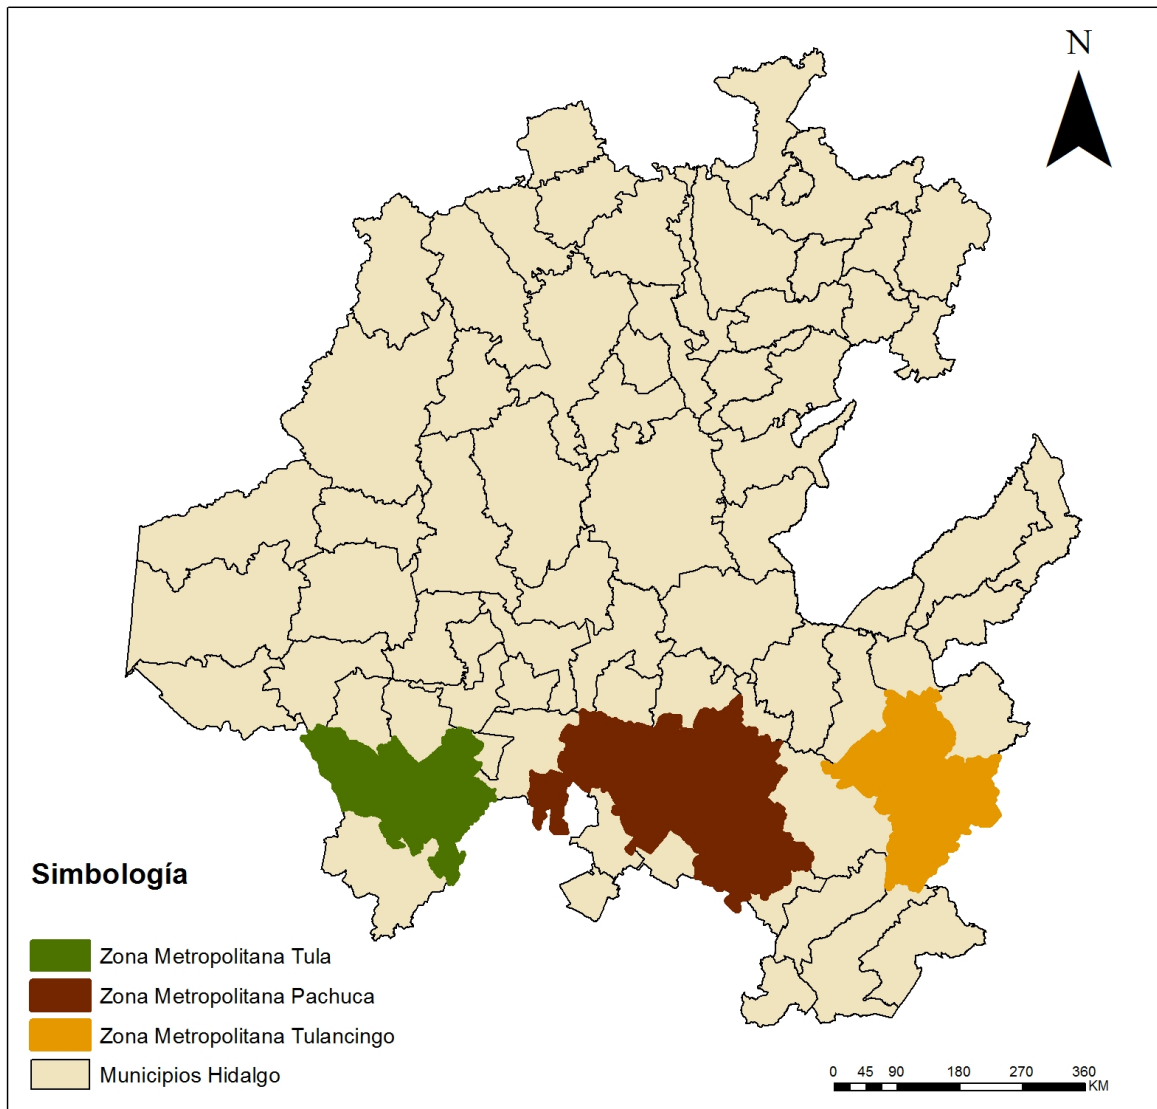 N
Simbología
Zona Metropolitana Tula
Zona Metropolitana Pachuca
Zona Metropolitana Tulancingo
Municipios Hidalgo
0 45 90 180 270 360
KM